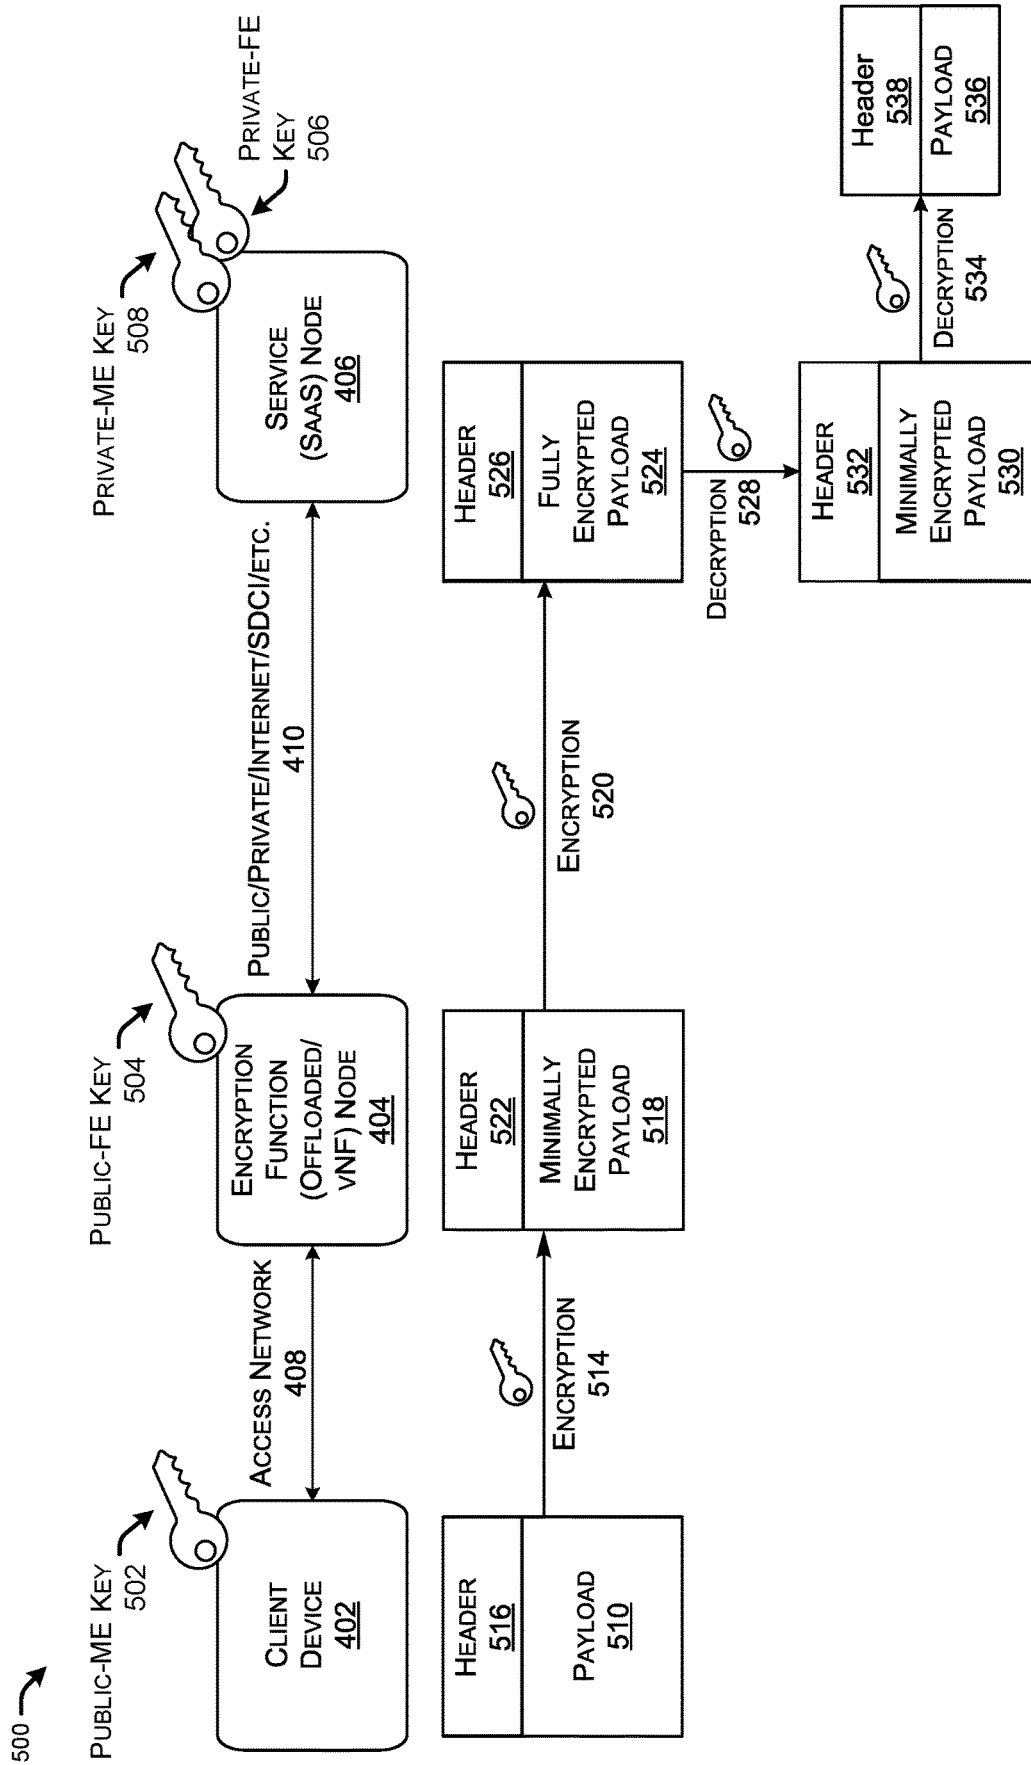 500
PUBLIC-ME KEY
502
PUBLIC-FE KEY
504
PRIVATE-ME KEY
508
PRIVATE-FE
KEY
506
CLIENT
DEVICE
402
ACCESS NETWORK
408
ENCRYPTION
FUNCTION
(OFFLOADED/
VNF) NODE
404
PUBLIC/PRIVATE/INTERNET/SDCI/ETC.
410
SERVICE
(SAAS) NODE
406
HEADER
516
PAYLOAD
510
ENCRYPTION
514
HEADER
522
MINIMALLY
ENCRYPTED
PAYLOAD
518
ENCRYPTION
520
HEADER
526
FULLY
ENCRYPTED
PAYLOAD
524
DECRYPTION
528
HEADER
532
MINIMALLY
ENCRYPTED
PAYLOAD
530
DECRYPTION
534
Header
538
PAYLOAD
536